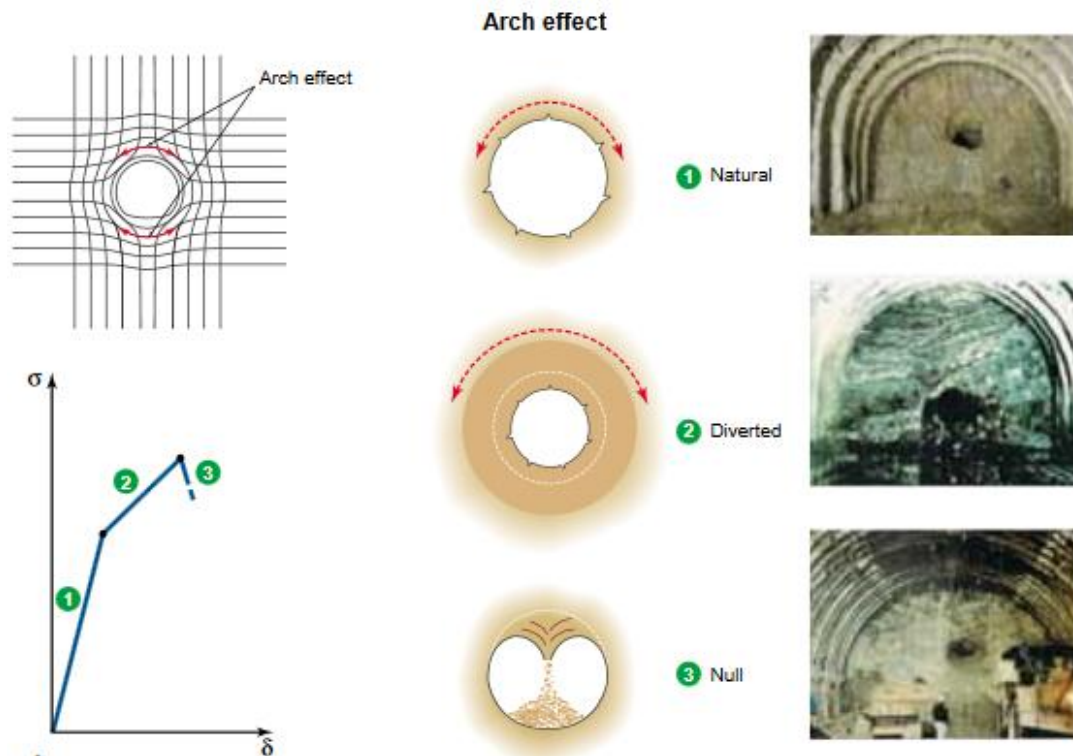 Arch effect
Arch effect
1 Natural
σ
2
3
2 Diverted
1
3 Null
δ